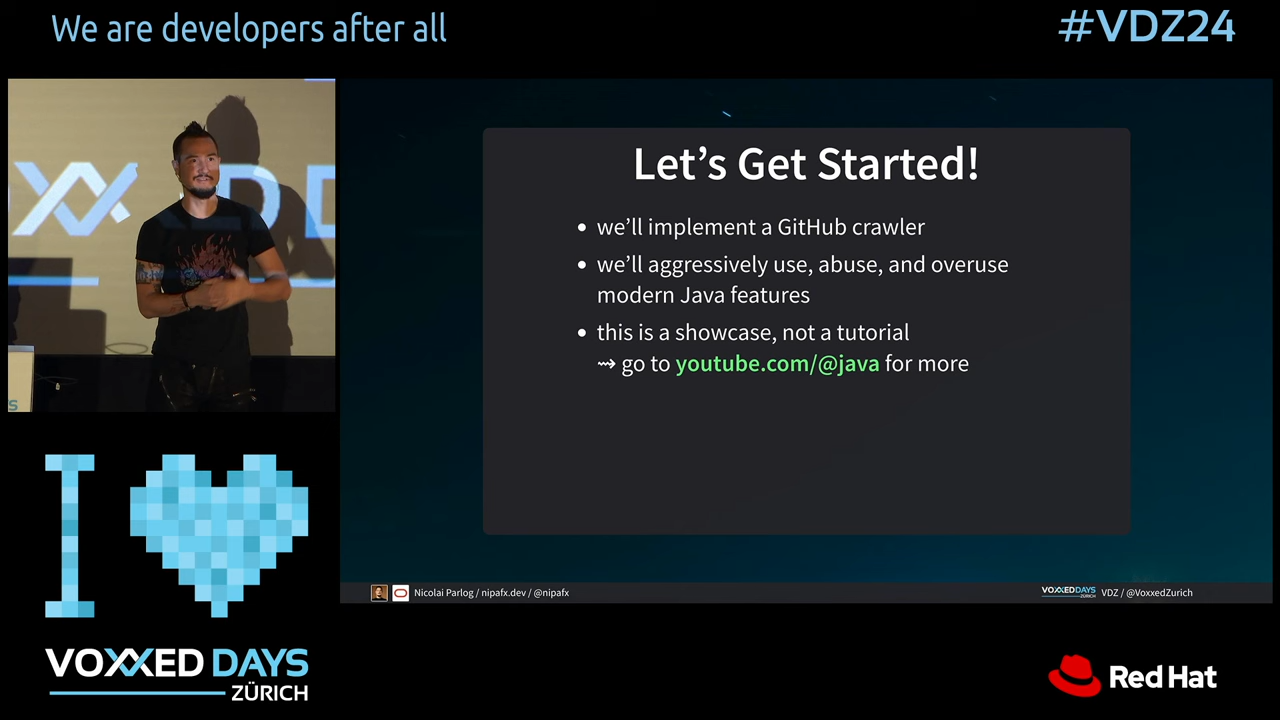 We are developers after all
#VDZ24
Let's Get Started!
• we'll implement a GitHub crawler
• we'll aggressively use, abuse, and overuse
modern Java features
• this is a showcase, not a tutorial
⇝ go to youtube.com/@java for more
I
VOXXED DAYS
ZÜRICH
Nicolai Parlog / nipafx.dev / @nipafx
VOXXED DAYS
ZÜRICH
VDZ / @VoxxedZurich
Red Hat